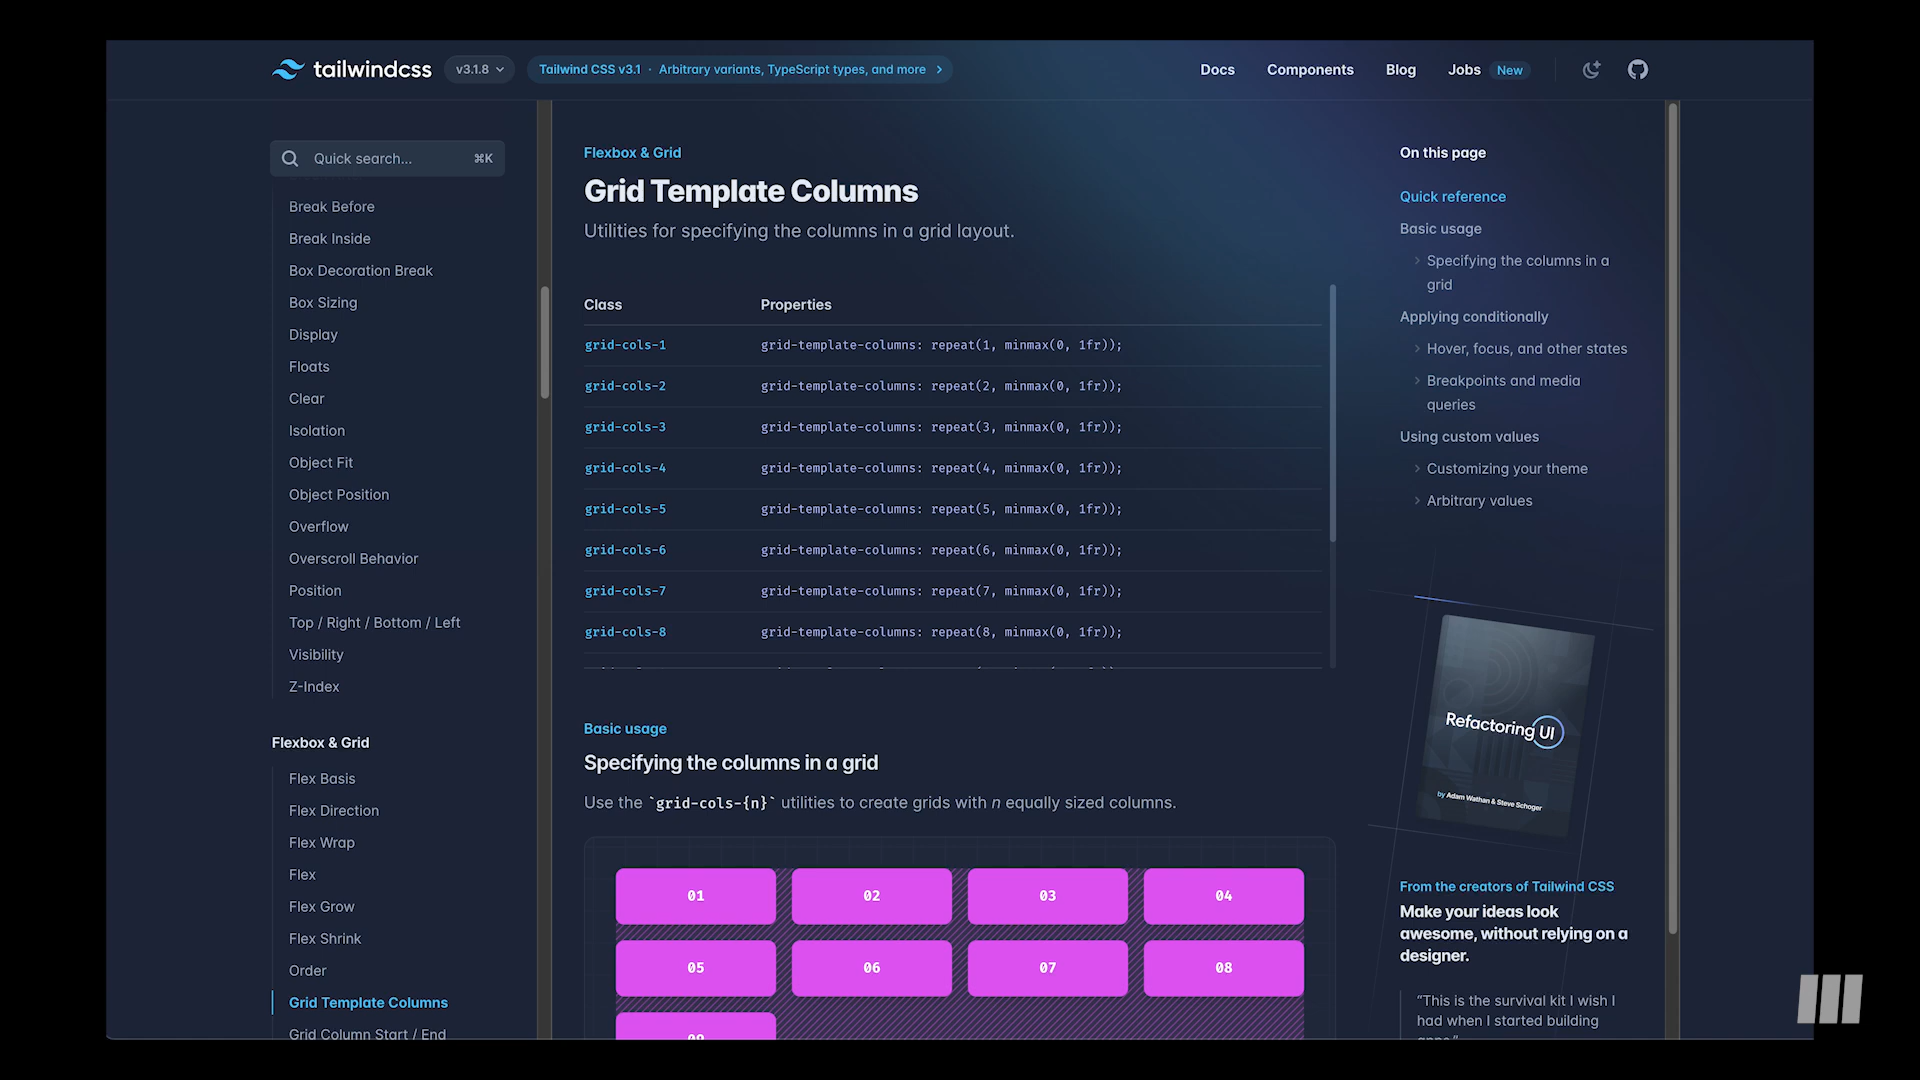 tailwindcss
v3.1.8
Tailwind CSS v3.1 · Arbitrary variants, TypeScript types, and more
Docs
Components
Blog
Jobs
New
Quick search...
⌘K
Break Before
Break Inside
Box Decoration Break
Box Sizing
Display
Floats
Clear
Isolation
Object Fit
Object Position
Overflow
Overscroll Behavior
Position
Top / Right / Bottom / Left
Visibility
Z-Index
Flexbox & Grid
Flex Basis
Flex Direction
Flex Wrap
Flex
Flex Grow
Flex Shrink
Order
Grid Template Columns
Grid Column Start / End
Flexbox & Grid
Grid Template Columns
Utilities for specifying the columns in a grid layout.
Class Properties
grid-cols-1 grid-template-columns: repeat(1, minmax(0, 1fr));
grid-cols-2 grid-template-columns: repeat(2, minmax(0, 1fr));
grid-cols-3 grid-template-columns: repeat(3, minmax(0, 1fr));
grid-cols-4 grid-template-columns: repeat(4, minmax(0, 1fr));
grid-cols-5 grid-template-columns: repeat(5, minmax(0, 1fr));
grid-cols-6 grid-template-columns: repeat(6, minmax(0, 1fr));
grid-cols-7 grid-template-columns: repeat(7, minmax(0, 1fr));
grid-cols-8 grid-template-columns: repeat(8, minmax(0, 1fr));
Basic usage
Specifying the columns in a grid
Use the `grid-cols-{n}` utilities to create grids with n equally sized columns.
01 02 03 04
05 06 07 08
09
On this page
Quick reference
Basic usage
Specifying the columns in a
grid
Applying conditionally
Hover, focus, and other states
Breakpoints and media
queries
Using custom values
Customizing your theme
Arbitrary values
Refactoring UI
by Adam Wathan & Steve Schoger
From the creators of Tailwind CSS
Make your ideas look
awesome, without relying on a
designer.
“This is the survival kit I wish I
had when I started building
apps.”